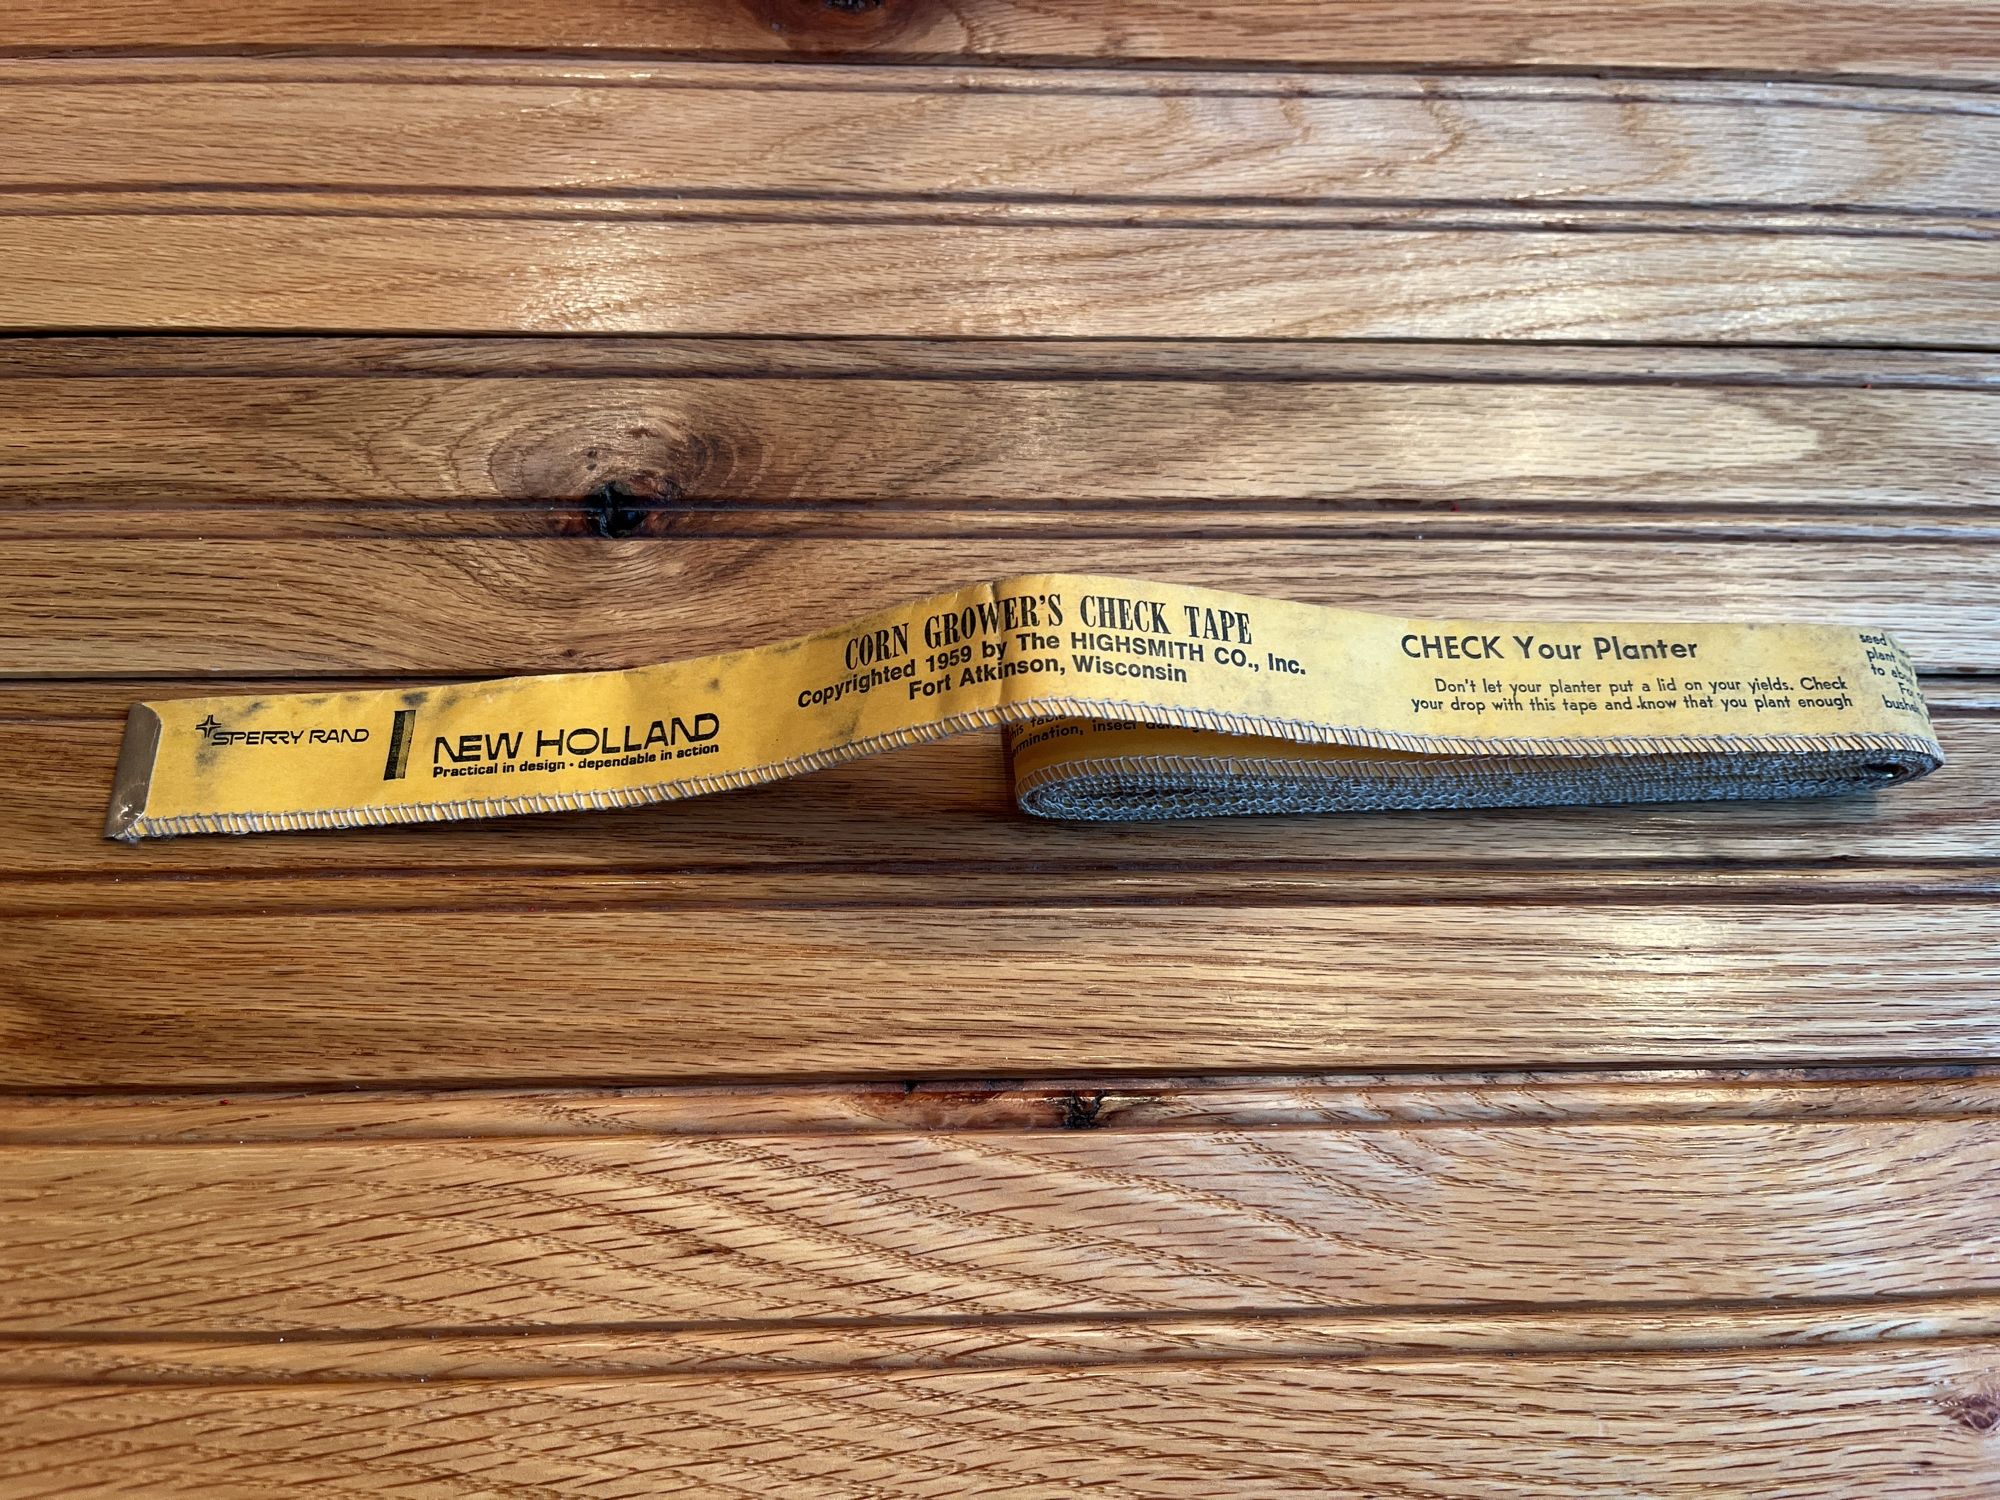 SPERRY RAND
NEW HOLLAND
Practical in design • dependable in action
CORN GROWER'S CHECK TAPE
Copyrighted 1959 by The HIGHSMITH CO., Inc.
Fort Atkinson, Wisconsin
CHECK Your Planter
Don't let your planter put a lid on your yields. Check
your drop with this tape and know that you plant enough
seed
plant
to
insect